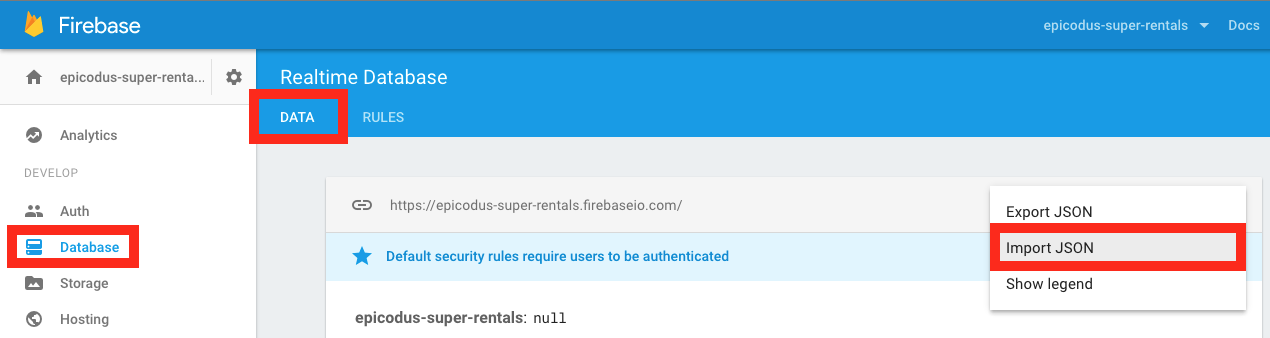 Firebase
epicodus-super-rentals
Docs
epicodus-super-renta...
Realtime Database
DATA
RULES
Analytics
DEVELOP
Auth
Database
Storage
Hosting
https://epicodus-super-rentals.firebaseio.com/
Default security rules require users to be authenticated
epicodus-super-rentals: null
Export JSON
Import JSON
Show legend